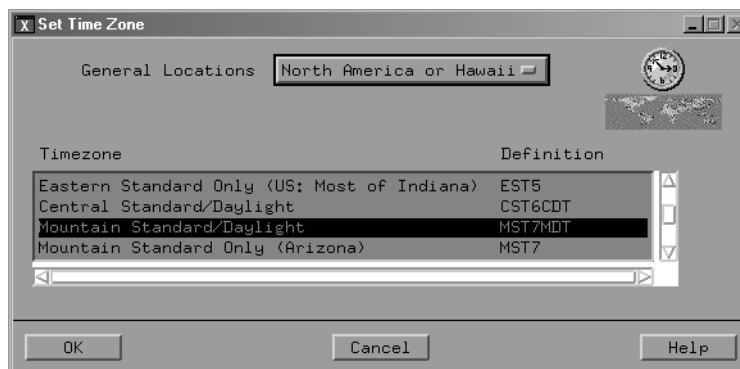 X Set Time Zone
General Locations North America or Hawaii
Timezone Definition
Eastern Standard Only (US: Most of Indiana) EST5
Central Standard/Daylight CST6CDT
Mountain Standard/Daylight MST7MDT
Mountain Standard Only (Arizona) MST7
OK Cancel Help